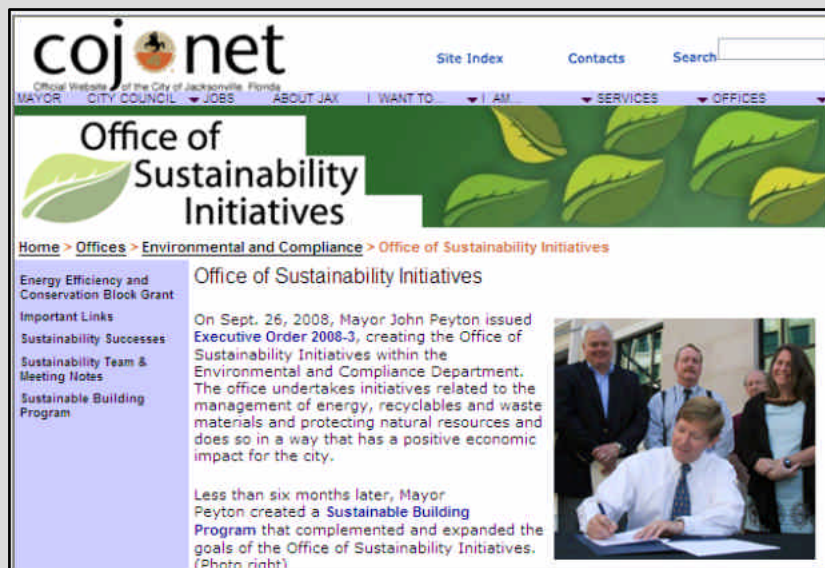 coj net
Official Website of the City of Jacksonville, Florida
Site Index Contacts Search
MAYOR CITY COUNCIL JOBS ABOUT JAX I WANT TO... I AM... SERVICES OFFICES
Office of
Sustainability
Initiatives
Home > Offices > Environmental and Compliance > Office of Sustainability Initiatives
Energy Efficiency and
Conservation Block Grant
Important Links
Sustainability Successes
Sustainability Team &
Meeting Notes
Sustainable Building
Program
Office of Sustainability Initiatives
On Sept. 26, 2008, Mayor John Peyton issued
Executive Order 2008-3, creating the Office of
Sustainability Initiatives within the
Environmental and Compliance Department.
The office undertakes initiatives related to the
management of energy, recyclables and waste
materials and protecting natural resources and
does so in a way that has a positive economic
impact for the city.
Less than six months later, Mayor
Peyton created a Sustainable Building
Program that complemented and expanded the
goals of the Office of Sustainability Initiatives.
(Photo right)